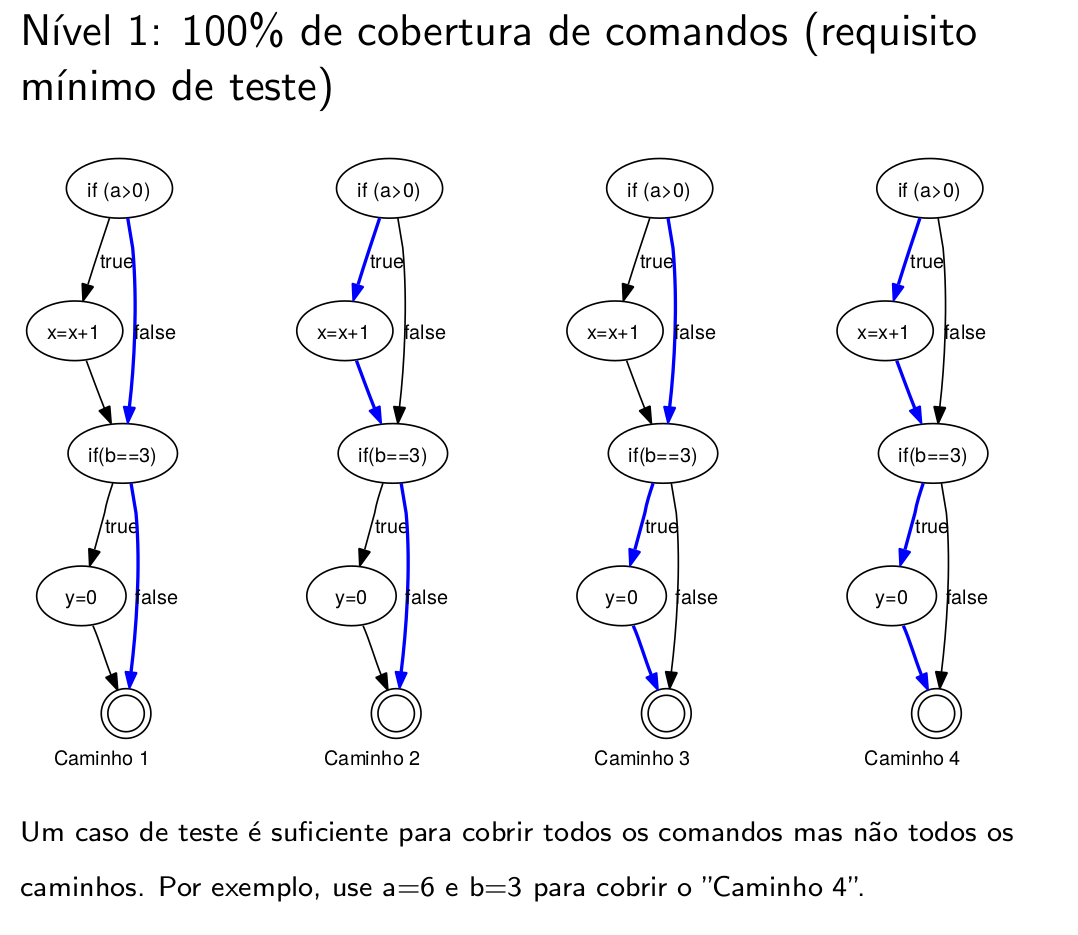 Nível 1: 100% de cobertura de comandos (requisito
mínimo de teste)
if (a>0)
true
x=x+1
false
if(b==3)
true
y=0
false
Caminho 1
if (a>0)
true
x=x+1
false
if(b==3)
true
y=0
false
Caminho 2
if (a>0)
true
x=x+1
false
if(b==3)
true
y=0
false
Caminho 3
if (a>0)
true
x=x+1
false
if(b==3)
true
y=0
false
Caminho 4
Um caso de teste é suficiente para cobrir todos os comandos mas não todos os
caminhos. Por exemplo, use a=6 e b=3 para cobrir o ”Caminho 4”.